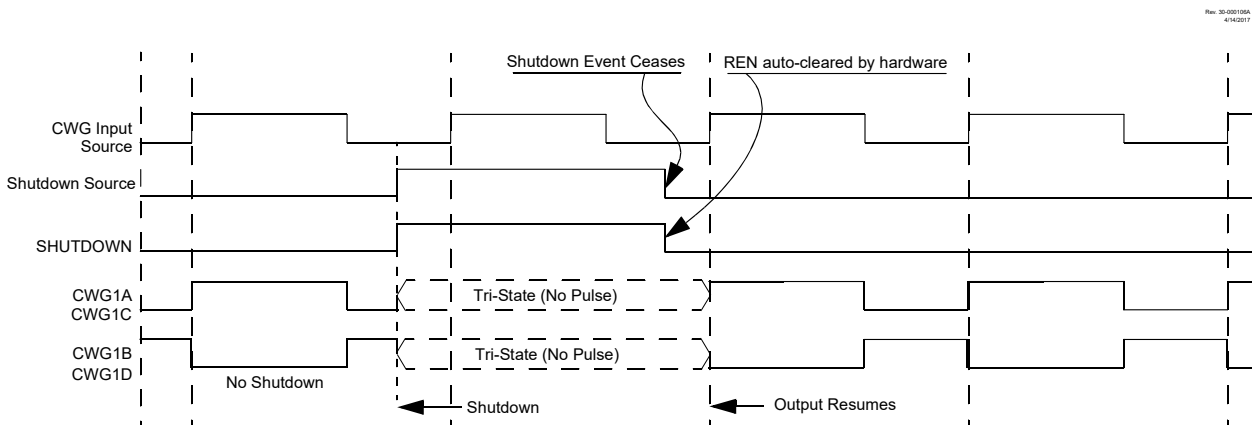 Rev. 30-000108A
4/14/2017
Shutdown Event Ceases
REN auto-cleared by hardware
CWG Input
Source
Shutdown Source
SHUTDOWN
CWG1A
CWG1C
Tri-State (No Pulse)
CWG1B
CWG1D
Tri-State (No Pulse)
No Shutdown
Shutdown
Output Resumes